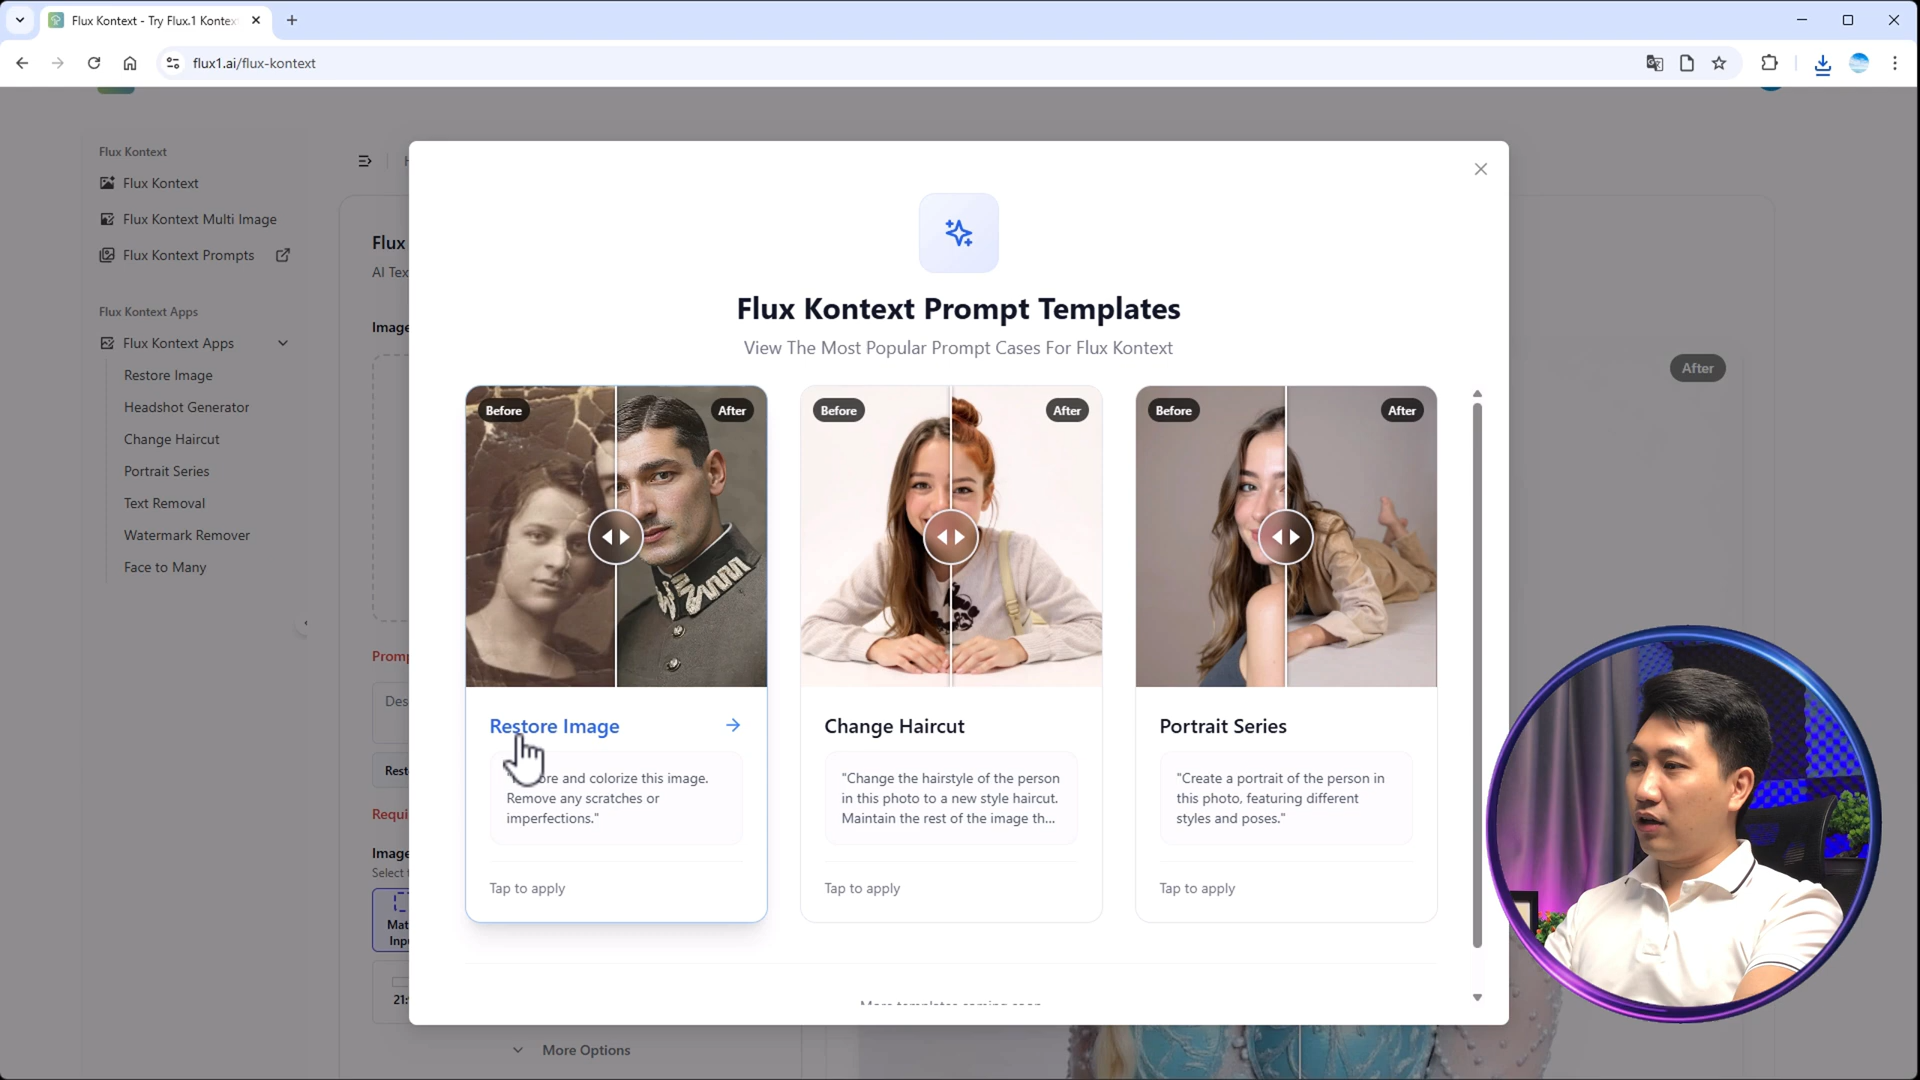 Flux Kontext - Try Flux.1 Kontex
flux1.ai/flux-kontext
Flux Kontext
Flux Kontext
Flux Kontext Multi Image
Flux Kontext Prompts
Flux Kontext Apps
Flux Kontext Apps
Restore Image
Headshot Generator
Change Haircut
Portrait Series
Text Removal
Watermark Remover
Face to Many
Flux
AI Tex
Image
Promp
Des
Rest
Requi
Image
Select t
Mat
Inp
21:
More Options
After
Flux Kontext Prompt Templates
View The Most Popular Prompt Cases For Flux Kontext
Before
After
Restore Image
ore and colorize this image.
Remove any scratches or
imperfections."
Tap to apply
Before
After
Change Haircut
"Change the hairstyle of the person
in this photo to a new style haircut.
Maintain the rest of the image th...
Tap to apply
Before
After
Portrait Series
"Create a portrait of the person in
this photo, featuring different
styles and poses."
Tap to apply
More templates coming soon